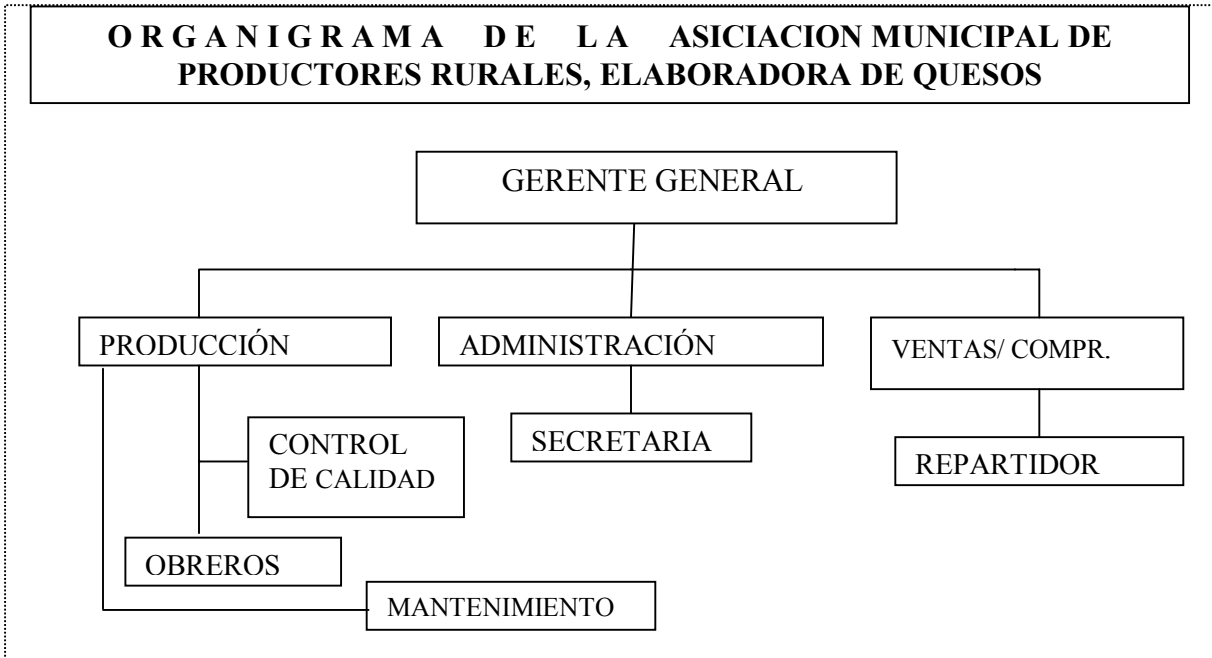 O R G A N I G R A M A D E L A ASICIACION MUNICIPAL DE
PRODUCTORES RURALES, ELABORADORA DE QUESOS
GERENTE GENERAL
PRODUCCIÓN
ADMINISTRACIÓN
VENTAS/ COMPR.
CONTROL
DE CALIDAD
SECRETARIA
REPARTIDOR
OBREROS
MANTENIMIENTO